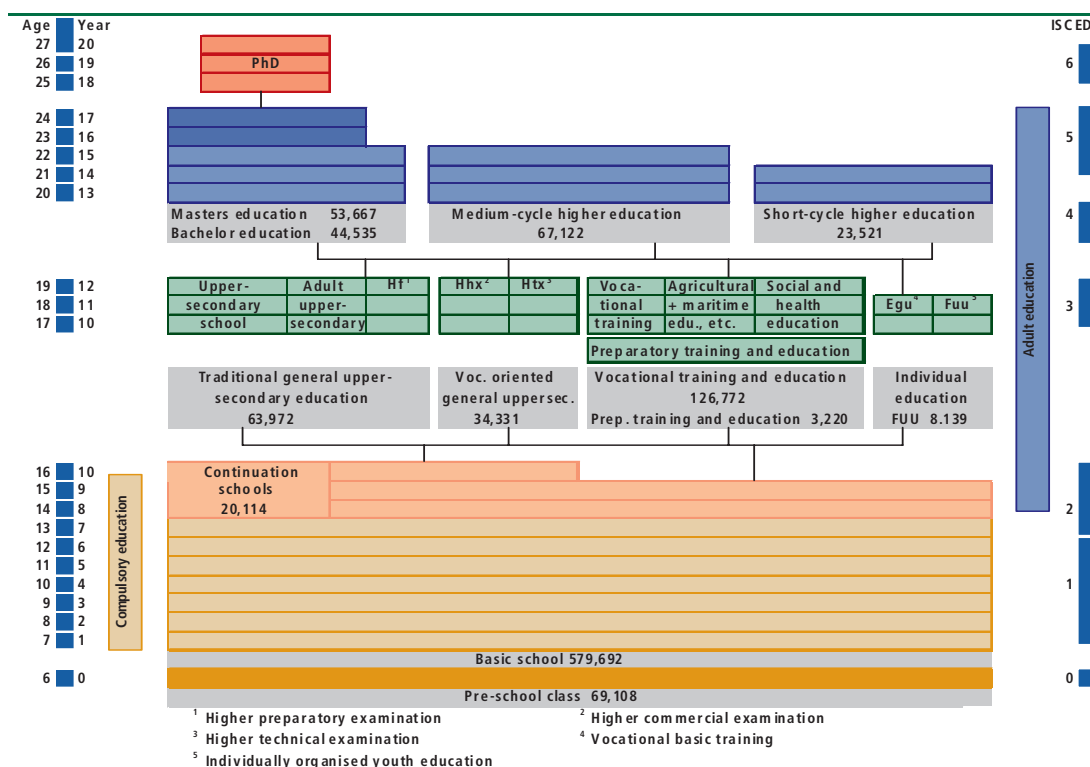 Age Year ISCED
27 20
26 19 PhD 6
25 18
24 17
23 16 5
22 15
21 14
20 13
Masters education 53,667 Medium-cycle higher education Short-cycle higher education 4
Bachelor education 44,535 67,122 23,521
19 12 Upper- Adult Hf¹ Hhx² Htx³ Voca- Agricultural Social and
18 11 secondary upper- tional + maritime health Egu⁴ Fuu⁵ 3
17 10 school secondary training edu., etc. education
Preparatory training and education
Adult education
Traditional general upper- Voc. oriented Vocational training and education Individual
secondary education general uppersec. 126,772 education
63,972 34,331 Prep. training and education 3,220 FUU 8.139
16 10 Continuation
15 9 schools
14 8 20,114 2
13 7
12 6
11 5
10 4 1
9 3
8 2
7 1
Compulsory education
Basic school 579,692
6 0 0
Pre-school class 69,108
¹ Higher preparatory examination ² Higher commercial examination
³ Higher technical examination ⁴ Vocational basic training
⁵ Individually organised youth education